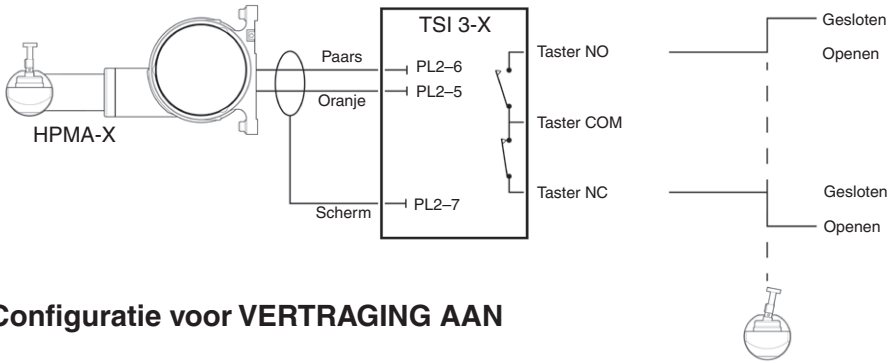 TSI 3-X
Gesloten
Paars
PL2–6
Taster NO
Openen
PL2–5
Oranje
HPMA-X
Taster COM
Taster NC
Gesloten
Scherm
PL2–7
Openen
Configuratie voor VERTRAGING AAN